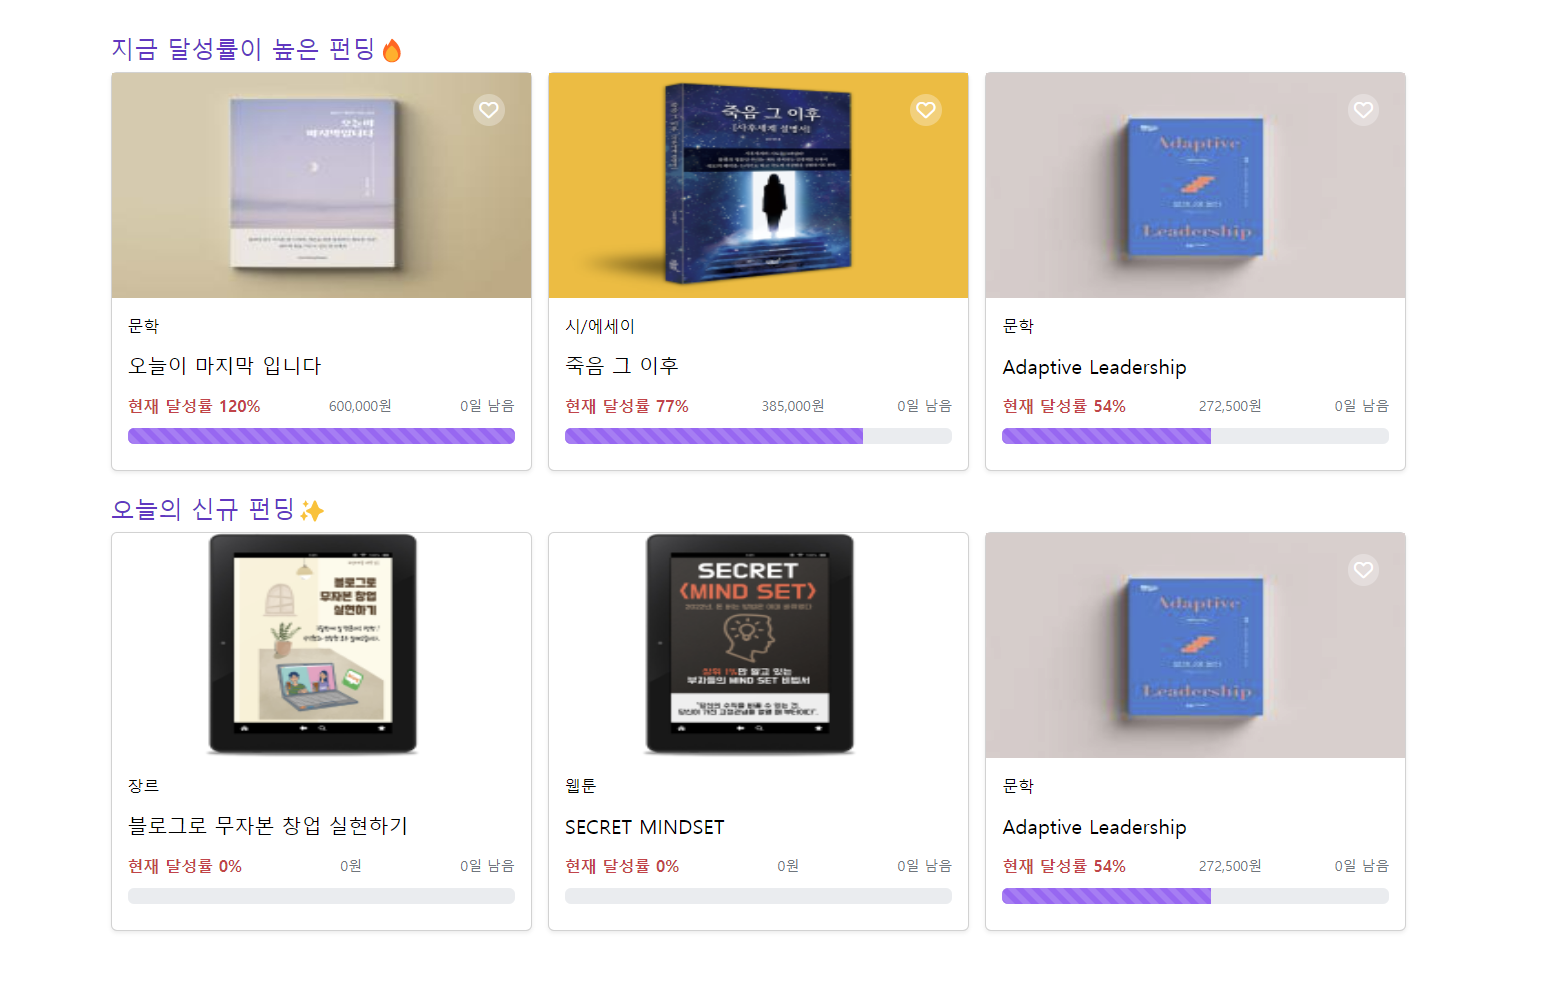 지금 달성률이 높은 펀딩🔥
오늘이
마지막입니다
죽음 그 이후
[사후세계 설명서]
Adaptive
Leadership
문학
오늘이 마지막 입니다
현재 달성률 120% 600,000원 0일 남음
시/에세이
죽음 그 이후
현재 달성률 77% 385,000원 0일 남음
문학
Adaptive Leadership
현재 달성률 54% 272,500원 0일 남음
오늘의 신규 펀딩✨
블로그로
무자본 창업
실현하기
SECRET
<MIND SET>
상위 1%만 알고 있는
부자들의 MIND SET 비법서
Adaptive
Leadership
장르
블로그로 무자본 창업 실현하기
현재 달성률 0% 0원 0일 남음
웹툰
SECRET MINDSET
현재 달성률 0% 0원 0일 남음
문학
Adaptive Leadership
현재 달성률 54% 272,500원 0일 남음